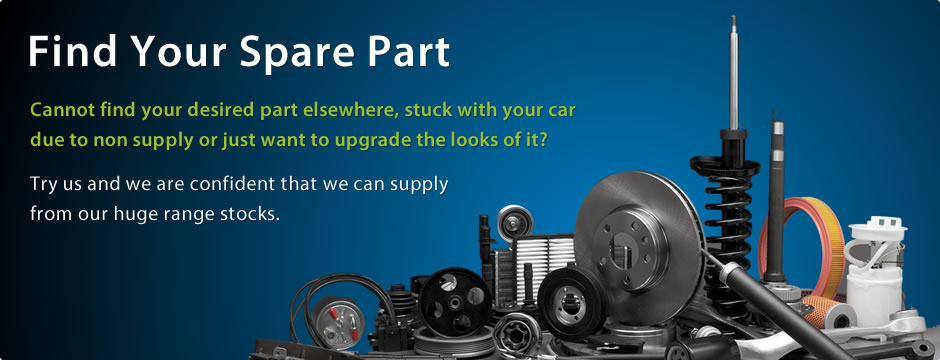 Find Your Spare Part
Cannot find your desired part elsewhere, stuck with your car
due to non supply or just want to upgrade the looks of it?
Try us and we are confident that we can supply
from our huge range stocks.